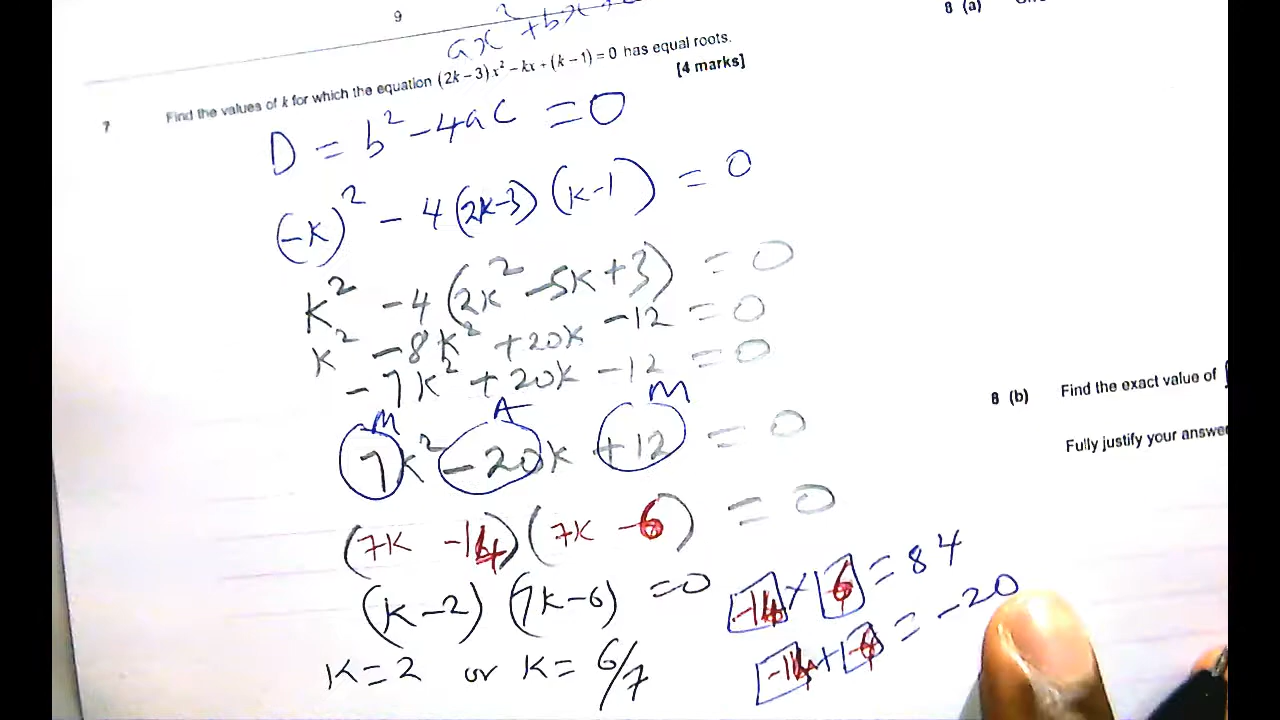 9
8 (a)
ax² + bx +
7 Find the values of k for which the equation (2k – 3)x² – kx + (k – 1) = 0 has equal roots.
[4 marks]
D = b² - 4ac = 0
(-k)² - 4(2k-3)(k-1) = 0
k² - 4(2k² - 5k + 3) = 0
k² - 8k² + 20k - 12 = 0
- 7k² + 20k - 12 = 0
M A M
7k² - 20k + 12 = 0
(7k - 14)(7k - 6) = 0
(k - 2)(7k - 6) = 0
k = 2 or k = 6/7
-14 × -6 = 84
-14 + -6 = -20
8 (b) Find the exact value of
Fully justify your answe